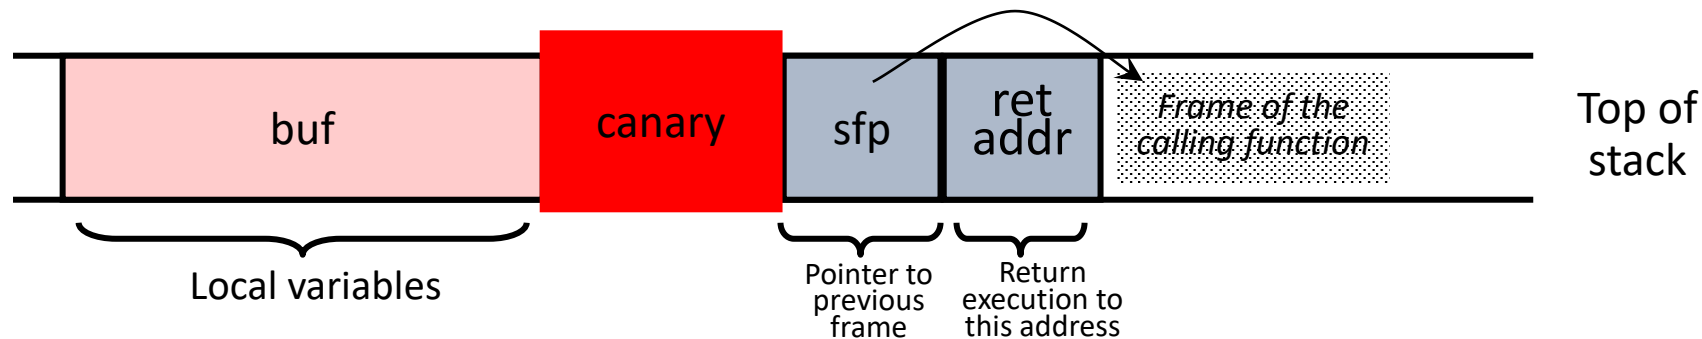 buf
canary
sfp
ret
addr
Frame of the
calling function
Top of
stack
Local variables
Pointer to
previous
frame
Return
execution to
this address